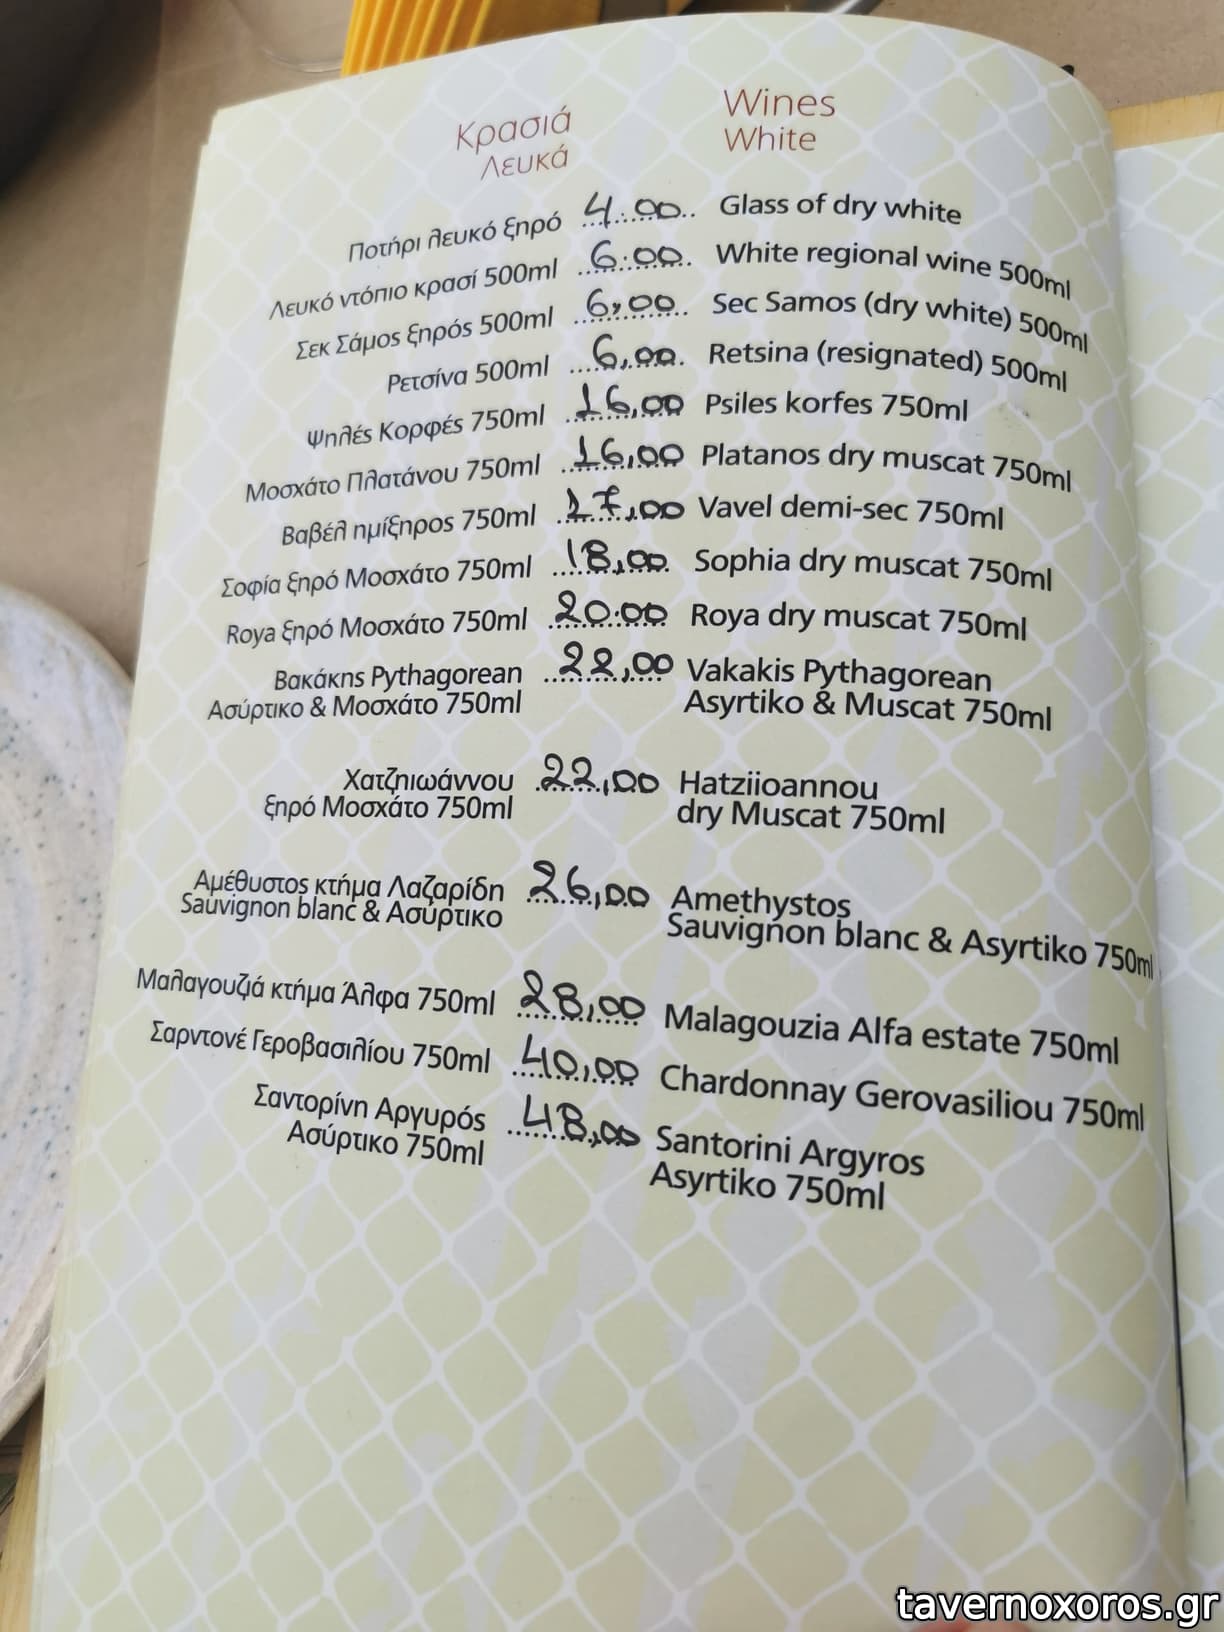 Κρασιά Wines
Λευκά White
Ποτήρι λευκό ξηρό 4.00 Glass of dry white
Λευκό ντόπιο κρασί 500ml 6.00 White regional wine 500ml
Σεκ Σάμος ξηρός 500ml 6,00 Sec Samos (dry white) 500ml
Ρετσίνα 500ml 6,00 Retsina (resignated) 500ml
Ψηλές Κορφές 750ml 16,00 Psiles korfes 750ml
Μοσχάτο Πλατάνου 750ml 16,00 Platanos dry muscat 750ml
Βαβέλ ημίξηρος 750ml 17,00 Vavel demi-sec 750ml
Σοφία ξηρό Μοσχάτο 750ml 18,00 Sophia dry muscat 750ml
Roya ξηρό Μοσχάτο 750ml 20.00 Roya dry muscat 750ml
Βακάκης Pythagorean 22,00 Vakakis Pythagorean
Ασύρτικο & Μοσχάτο 750ml Asyrtiko & Muscat 750ml
Χατζηιωάννου 22,00 Hatziioannou
ξηρό Μοσχάτο 750ml dry Muscat 750ml
Αμέθυστος κτήμα Λαζαρίδη 26,00 Amethystos
Sauvignon blanc & Ασύρτικο Sauvignon blanc & Asyrtiko 750ml
Μαλαγουζιά κτήμα Άλφα 750ml 28,00 Malagouzia Alfa estate 750ml
Σαρντονέ Γεροβασιλίου 750ml 40,00 Chardonnay Gerovasiliou 750ml
Σαντορίνη Αργυρός 48,00 Santorini Argyros
Ασύρτικο 750ml Asyrtiko 750ml
tavernoxoros.gr